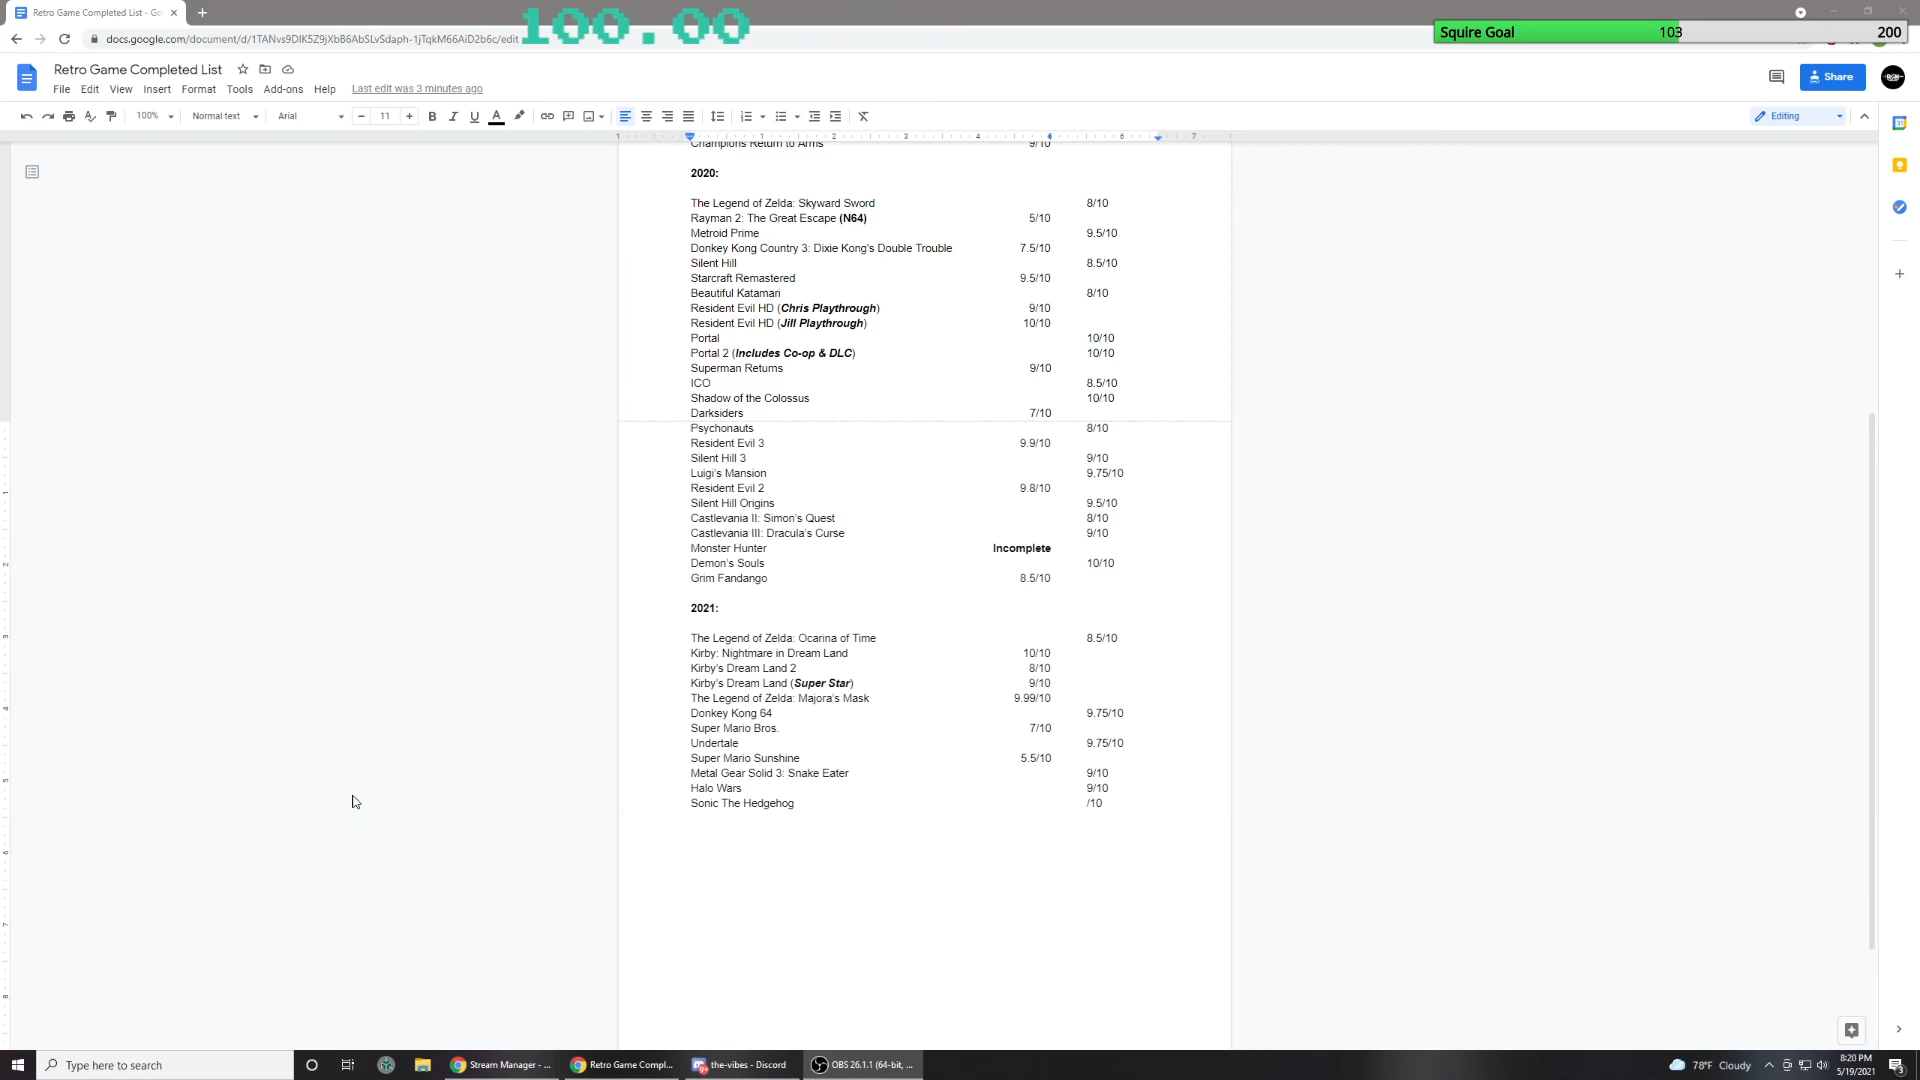 Retro Game Completed List - Go
100.00
Squire Goal 103 200
docs.google.com/document/d/1TANvs9DIK5Z9jXbB6AbSLvSdaph-1jTqkM66AiD2b6c/edit
Retro Game Completed List
Share
File Edit View Insert Format Tools Add-ons Help Last edit was 3 minutes ago
100% Normal text Arial 11 Editing
1 1 2 3 4 5 6 7
Champions Return to Arms 9/10
2020:
The Legend of Zelda: Skyward Sword 8/10
Rayman 2: The Great Escape (N64) 5/10
Metroid Prime 9.5/10
Donkey Kong Country 3: Dixie Kong's Double Trouble 7.5/10
Silent Hill 8.5/10
Starcraft Remastered 9.5/10
Beautiful Katamari 8/10
Resident Evil HD (Chris Playthrough) 9/10
Resident Evil HD (Jill Playthrough) 10/10
Portal 10/10
Portal 2 (Includes Co-op & DLC) 10/10
Superman Returns 9/10
ICO 8.5/10
Shadow of the Colossus 10/10
Darksiders 7/10
Psychonauts 8/10
Resident Evil 3 9.9/10
Silent Hill 3 9/10
Luigi's Mansion 9.75/10
Resident Evil 2 9.8/10
Silent Hill Origins 9.5/10
Castlevania II: Simon's Quest 8/10
Castlevania III: Dracula's Curse 9/10
Monster Hunter Incomplete
Demon's Souls 10/10
Grim Fandango 8.5/10
2021:
The Legend of Zelda: Ocarina of Time 8.5/10
Kirby: Nightmare in Dream Land 10/10
Kirby's Dream Land 2 8/10
Kirby's Dream Land (Super Star) 9/10
The Legend of Zelda: Majora's Mask 9.99/10
Donkey Kong 64 9.75/10
Super Mario Bros. 7/10
Undertale 9.75/10
Super Mario Sunshine 5.5/10
Metal Gear Solid 3: Snake Eater 9/10
Halo Wars 9/10
Sonic The Hedgehog /10
Type here to search
Stream Manager - ...
Retro Game Compl...
the-vibes - Discord
OBS 26.1.1 (64-bit, ...
78°F Cloudy
8:20 PM
5/19/2021